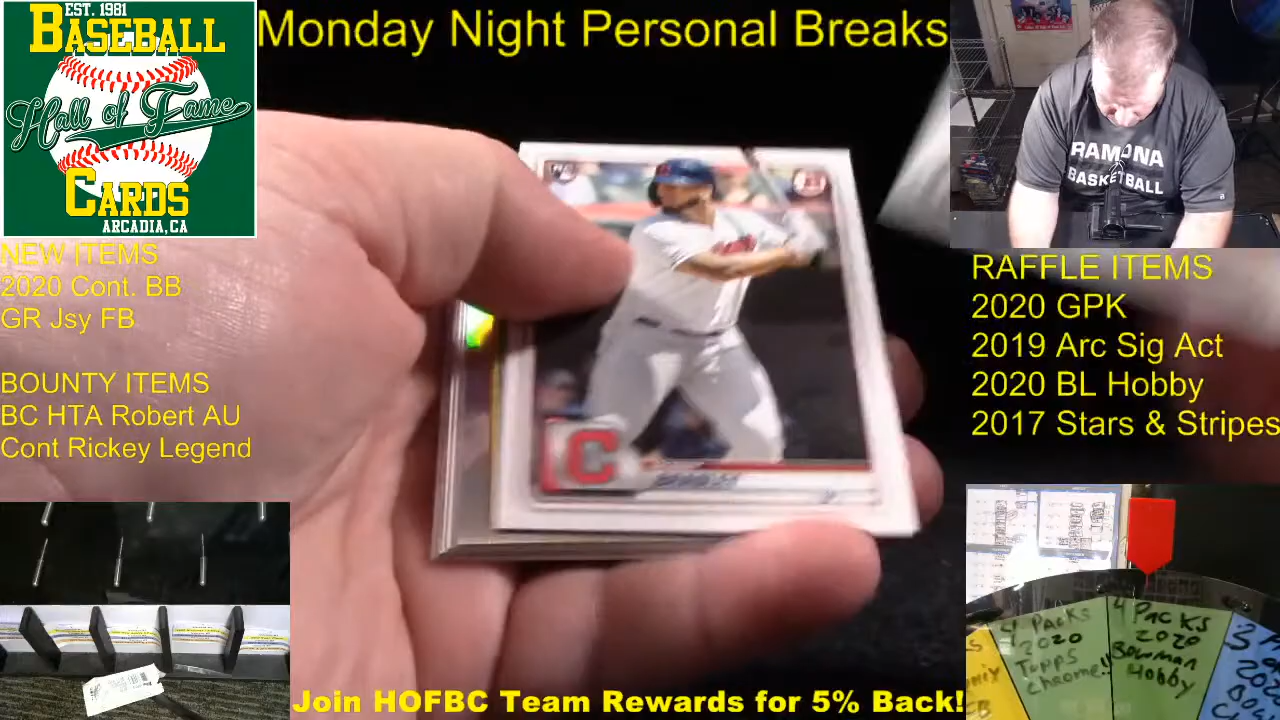 EST. 1981
BASEBALL
Hall of Fame
CARDS
ARCADIA, CA
Monday Night Personal Breaks
NEW ITEMS
2020 Cont. BB
GR Jsy FB
BOUNTY ITEMS
BC HTA Robert AU
Cont Rickey Legend
RAMONA
BASKETBALL
RAFFLE ITEMS
2020 GPK
2019 Arc Sig Act
2020 BL Hobby
2017 Stars & Stripes
C
BRADLEY
4 PACKS
2020
TOPPS
Chrome!!
4 PACKS
2020
BOWMAN
HOBBY
3
Join HOFBC Team Rewards for 5% Back!